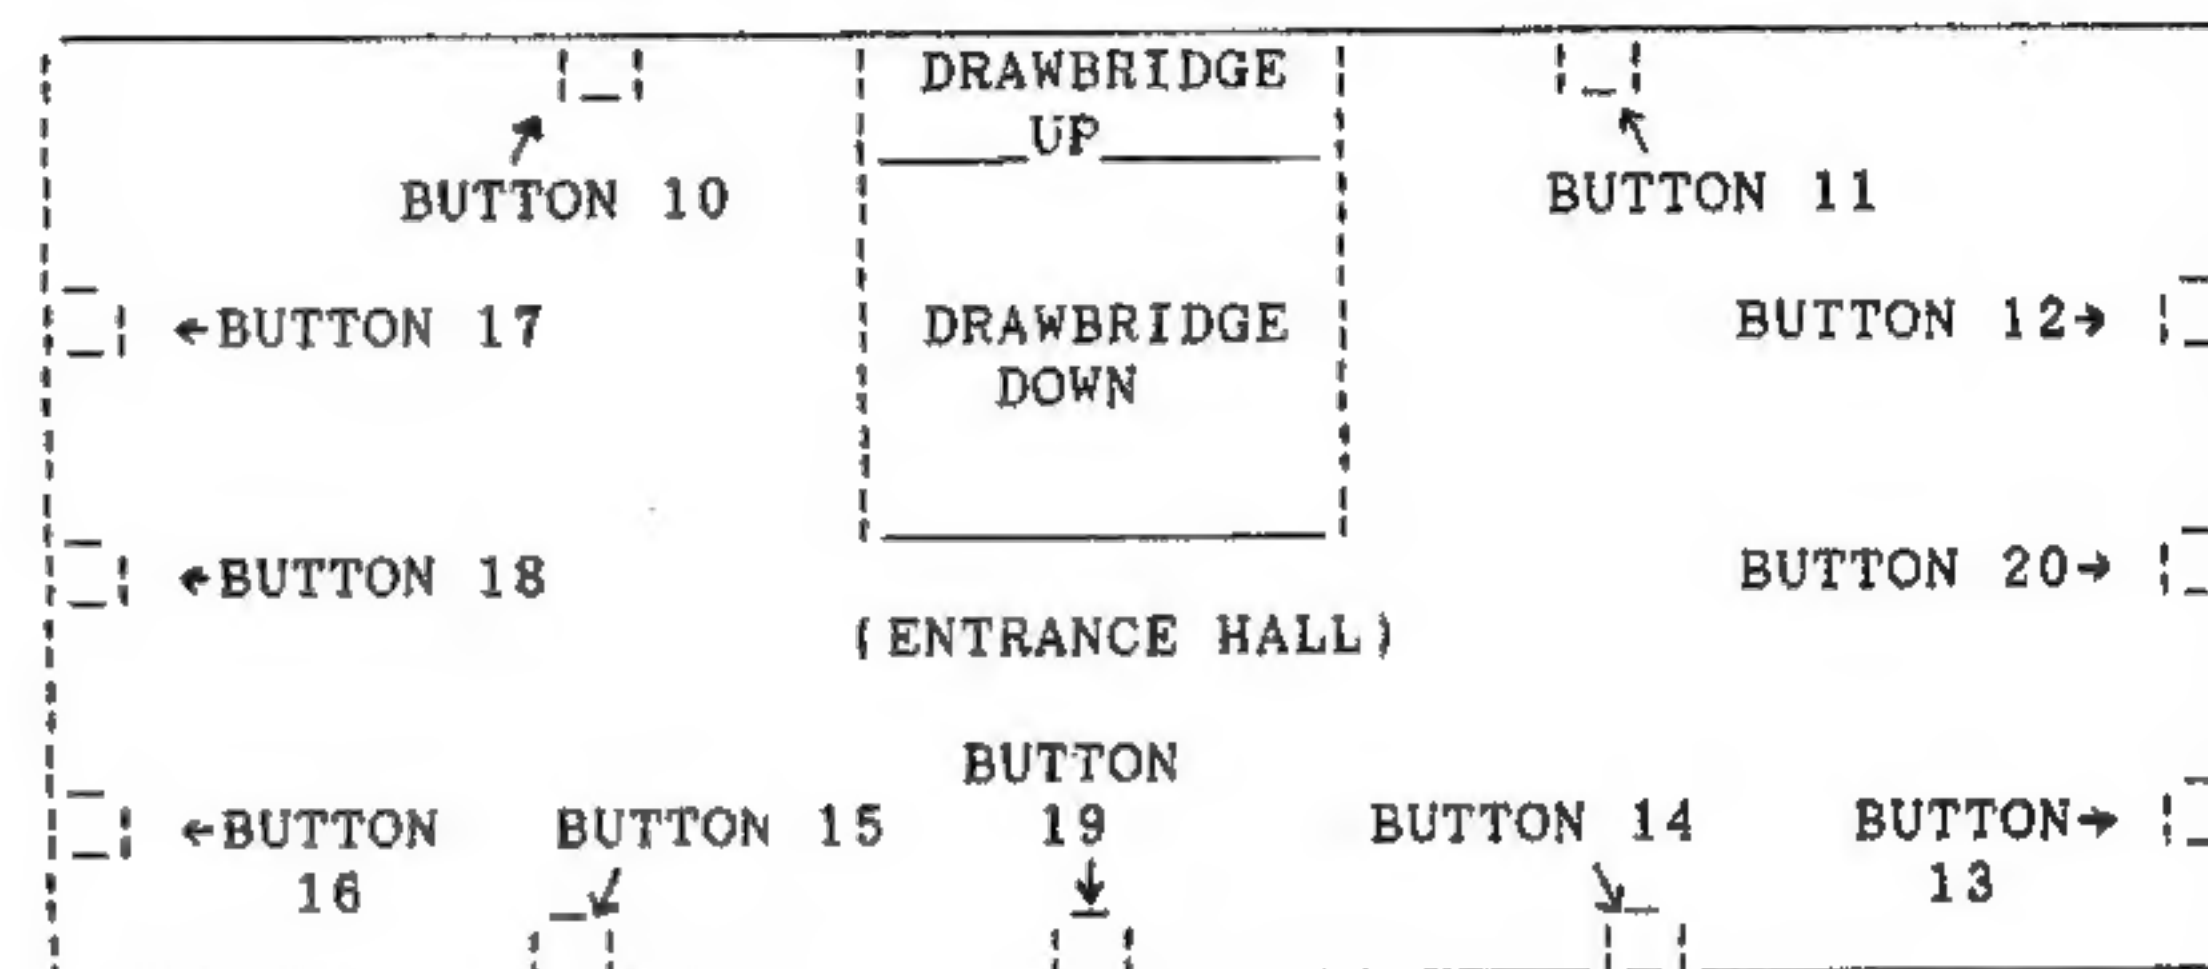 DRAWBRIDGE
UP
BUTTON 10
BUTTON 11
←BUTTON 17
DRAWBRIDGE
DOWN
BUTTON 12→
←BUTTON 18
BUTTON 20→
(ENTRANCE HALL)
BUTTON
19
←BUTTON
16
BUTTON 15
BUTTON 14
BUTTON→
13